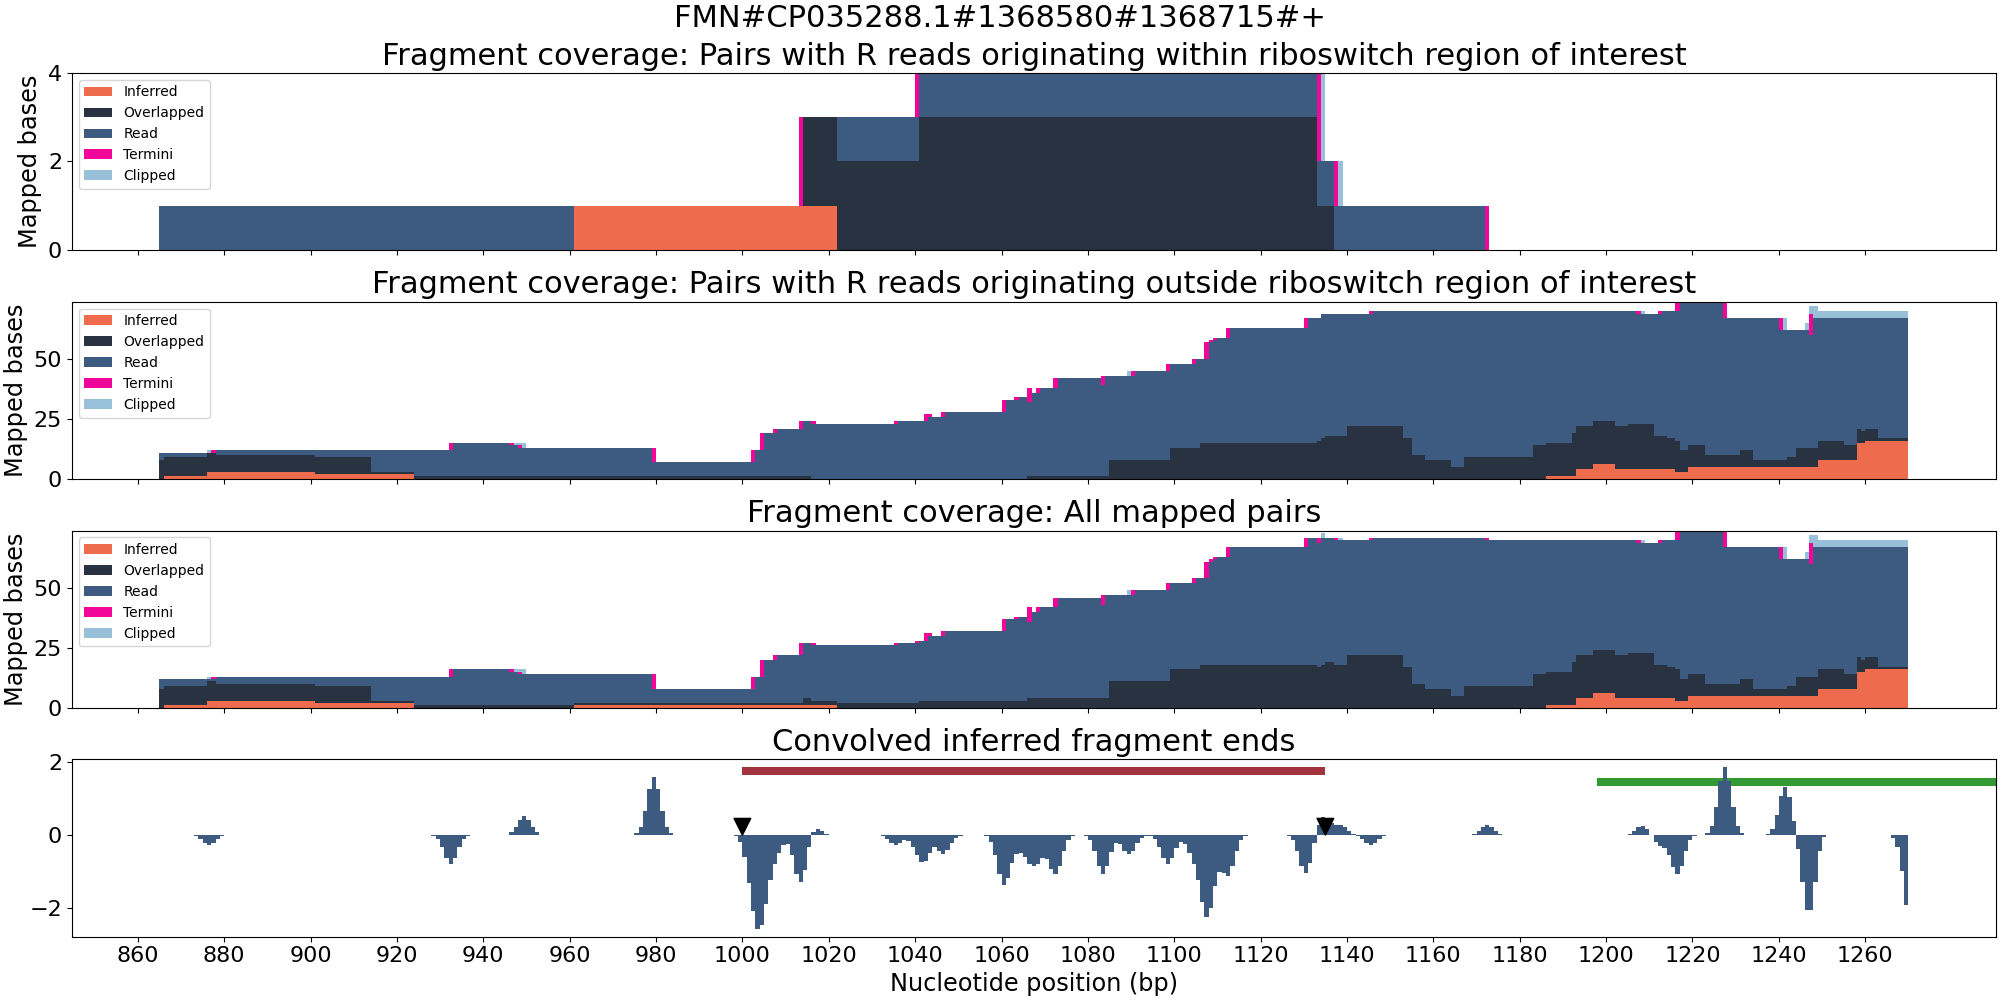 FMN#CP035288.1#1368580#1368715#+
Fragment coverage: Pairs with R reads originating within riboswitch region of interest
Mapped bases
4
2
0
Inferred
Overlapped
Read
Termini
Clipped
Fragment coverage: Pairs with R reads originating outside riboswitch region of interest
Mapped bases
50
25
0
Inferred
Overlapped
Read
Termini
Clipped
Fragment coverage: All mapped pairs
Mapped bases
50
25
0
Inferred
Overlapped
Read
Termini
Clipped
Convolved inferred fragment ends
2
0
−2
860 880 900 920 940 960 980 1000 1020 1040 1060 1080 1100 1120 1140 1160 1180 1200 1220 1240 1260
Nucleotide position (bp)